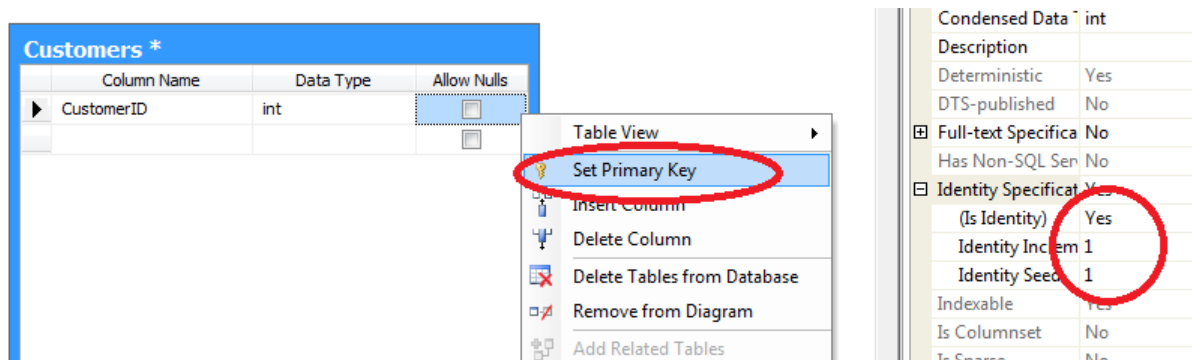 Customers *
Column Name Data Type Allow Nulls
CustomerID int
Table View
Set Primary Key
Insert Column
Delete Column
Delete Tables from Database
Remove from Diagram
Add Related Tables
Condensed Data T int
Description
Deterministic Yes
DTS-published No
Full-text Specifica No
Has Non-SQL Ser No
Identity Specificat Yes
(Is Identity) Yes
Identity Increm 1
Identity Seed 1
Indexable Yes
Is Columnset No
Is Sparse No